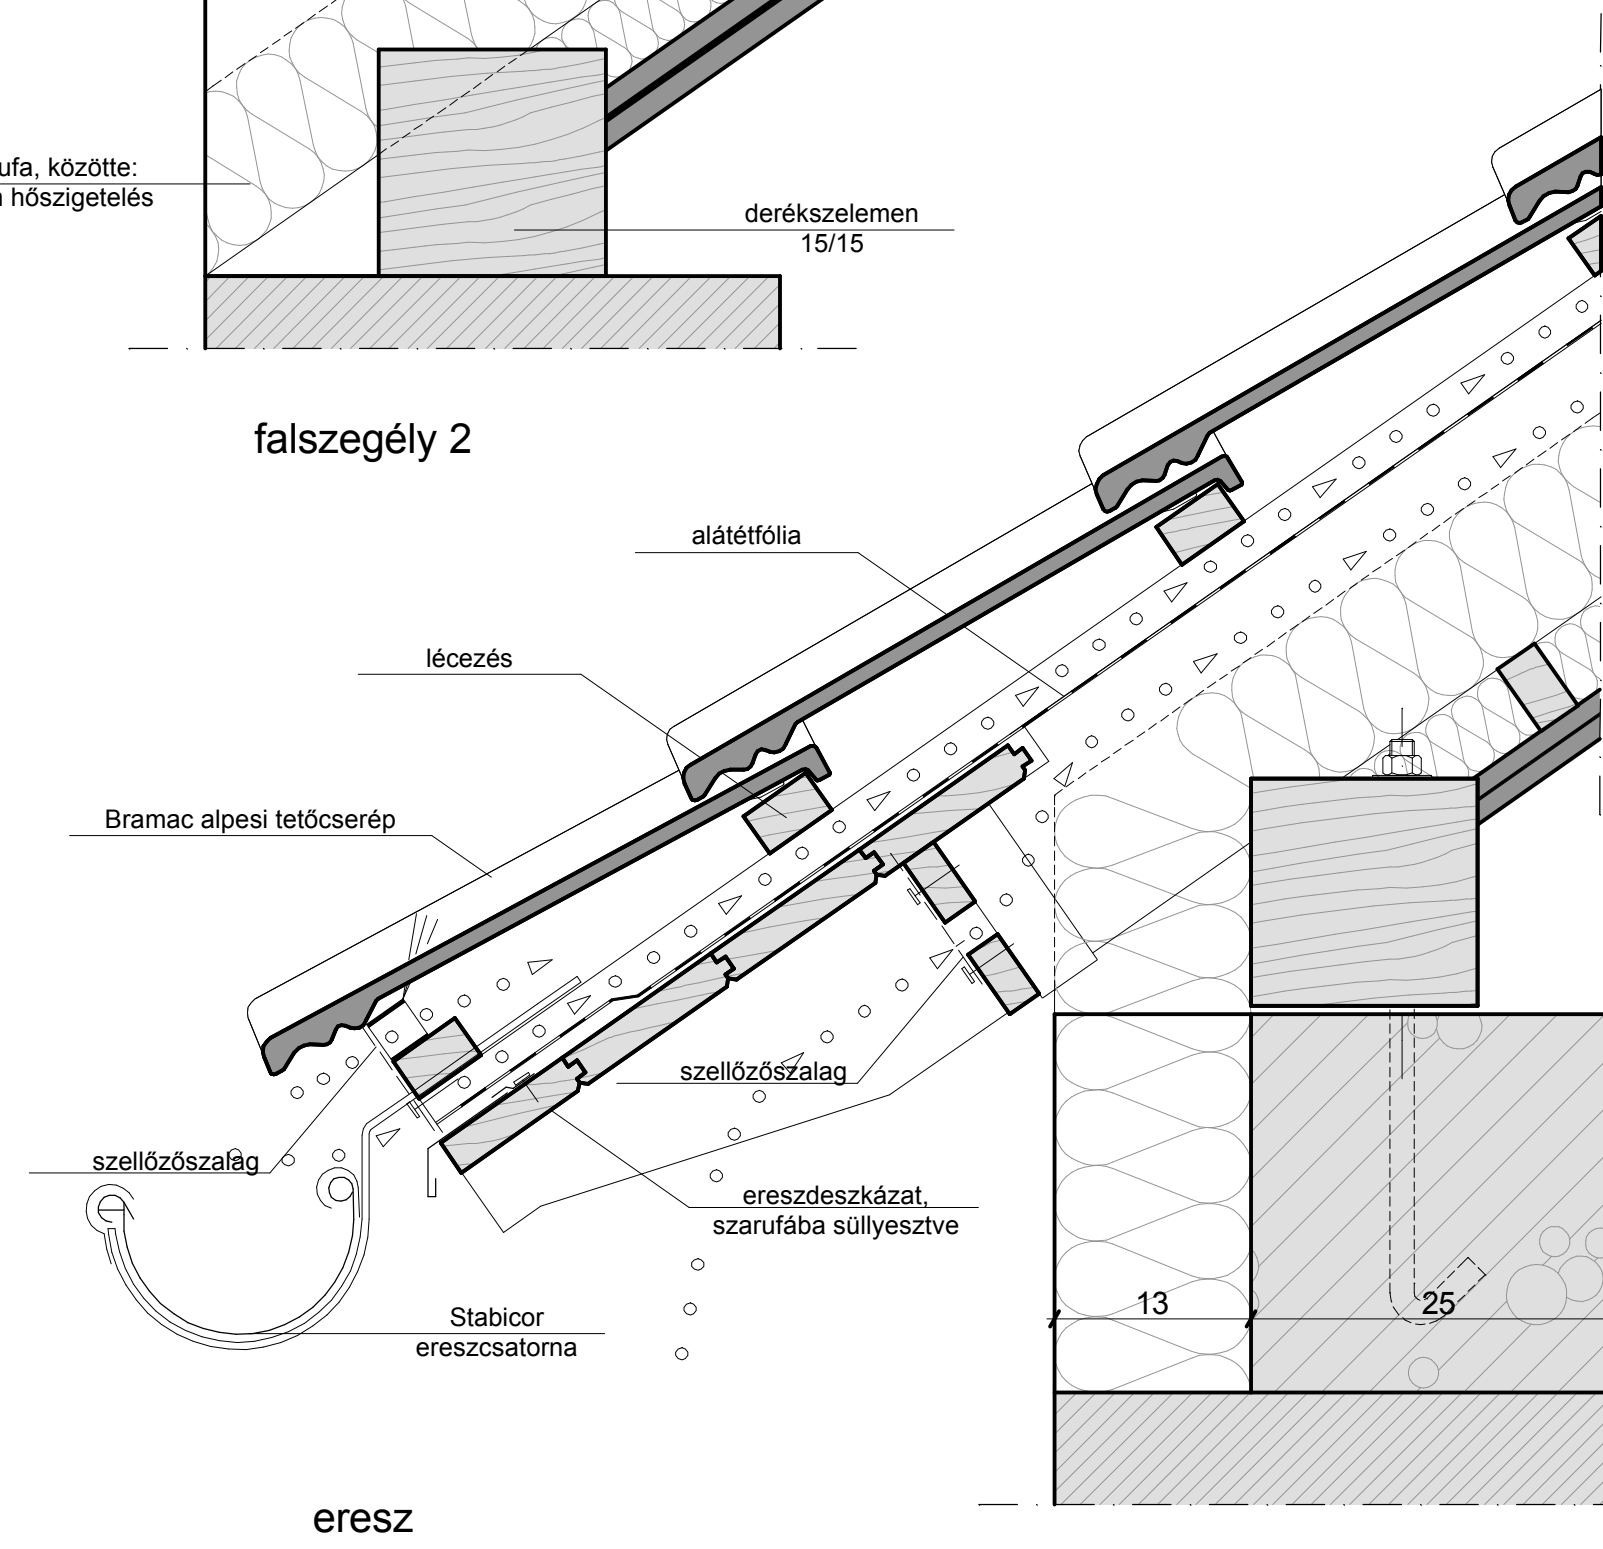 ufa, közötte:
hőszigetelés
derékszelemen
15/15
falszegély 2
alátétfólia
lécezés
Bramac alpesi tetőcserép
szellőzőszalag
szellőzőszalag
ereszdeszkázat,
szarufába süllyesztve
Stabicor
ereszcsatorna
13
25
eresz